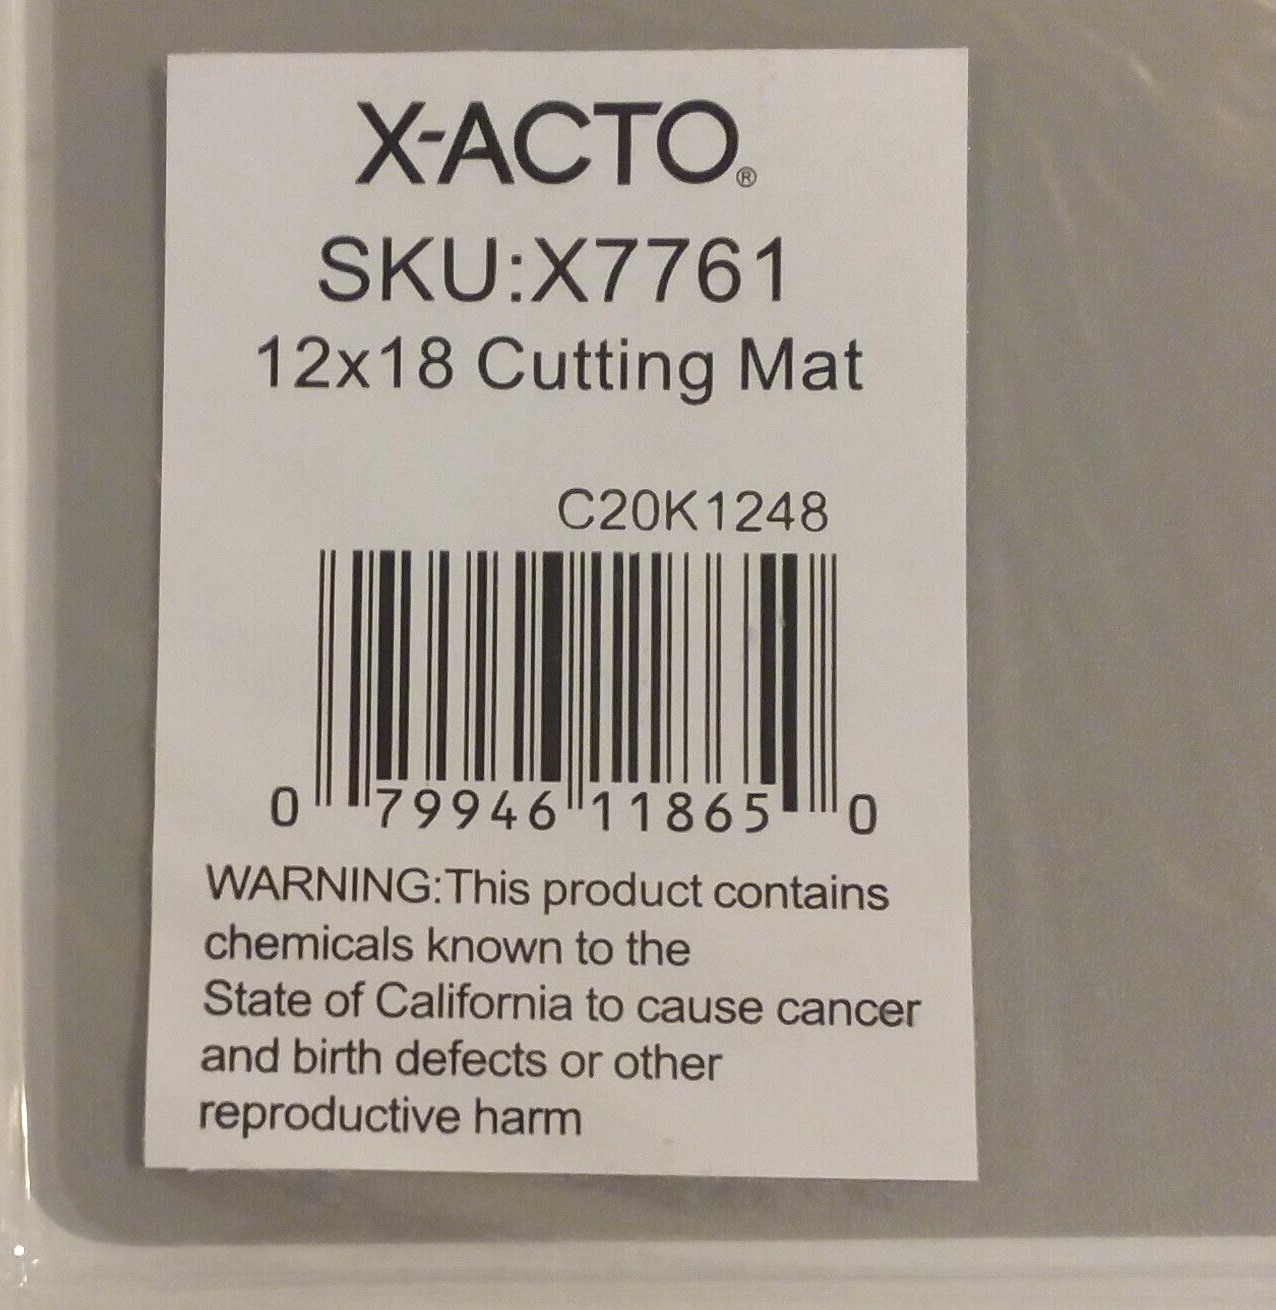 X-ACTO®
SKU:X7761
12x18 Cutting Mat
C20K1248
0 79946 11865 0
WARNING:This product contains
chemicals known to the
State of California to cause cancer
and birth defects or other
reproductive harm